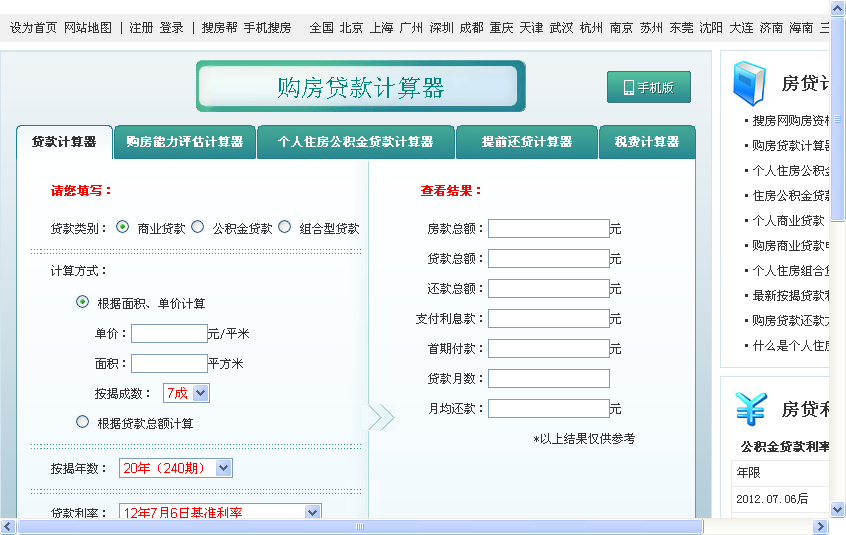 设为首页 网站地图 | 注册 登录 | 搜房帮 手机搜房 全国 北京 上海 广州 深圳 成都 重庆 天津 武汉 杭州 南京 苏州 东莞 沈阳 大连 济南 海南 三
购房贷款计算器
手机版
贷款计算器 购房能力评估计算器 个人住房公积金贷款计算器 提前还贷计算器 税费计算器
请您填写：
贷款类别： 商业贷款 公积金贷款 组合型贷款
计算方式：
根据面积、单价计算
单价： 元/平米
面积： 平方米
按揭成数： 7成
根据贷款总额计算
按揭年数： 20年（240期）
贷款利率： 12年7月6日基准利率
查看结果：
房款总额： 元
贷款总额： 元
还款总额： 元
支付利息款： 元
首期付款： 元
贷款月数：
月均还款： 元
*以上结果仅供参考
房贷计
搜房网购房资格
购房贷款计算器
个人住房公积金
住房公积金贷款
个人商业贷款
购房商业贷款申
个人住房组合贷
最新按揭贷款利
购房贷款还款方
什么是个人住房
房贷利
公积金贷款利率
年限
2012.07.06后